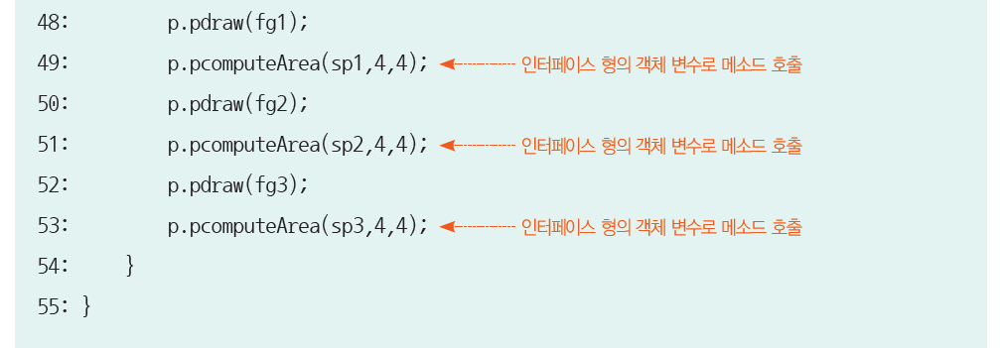 48: p.pdraw(fg1);
49: p.pcomputeArea(sp1,4,4); 인터페이스 형의 객체 변수로 메소드 호출
50: p.pdraw(fg2);
51: p.pcomputeArea(sp2,4,4); 인터페이스 형의 객체 변수로 메소드 호출
52: p.pdraw(fg3);
53: p.pcomputeArea(sp3,4,4); 인터페이스 형의 객체 변수로 메소드 호출
54: }
55: }